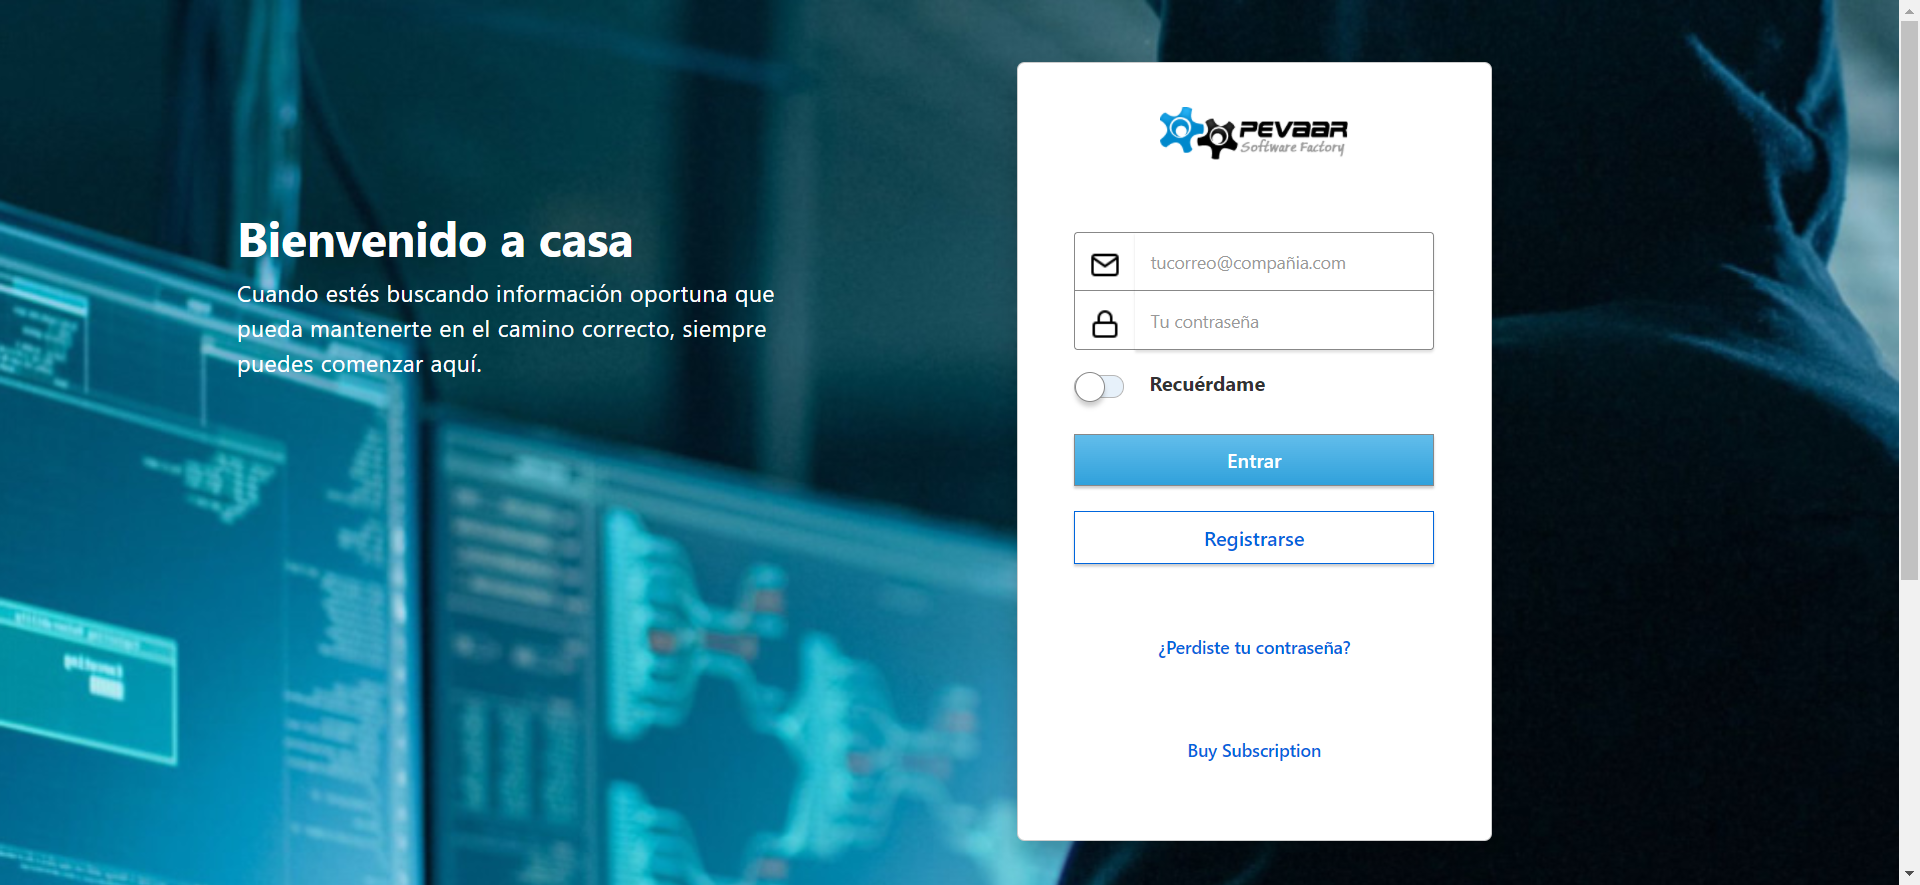 Bienvenido a casa
Cuando estés buscando información oportuna que
pueda mantenerte en el camino correcto, siempre
puedes comenzar aquí.
PEVAAR
Software Factory
tucorreo@compañia.com
Tu contraseña
Recuérdame
Entrar
Registrarse
¿Perdiste tu contraseña?
Buy Subscription